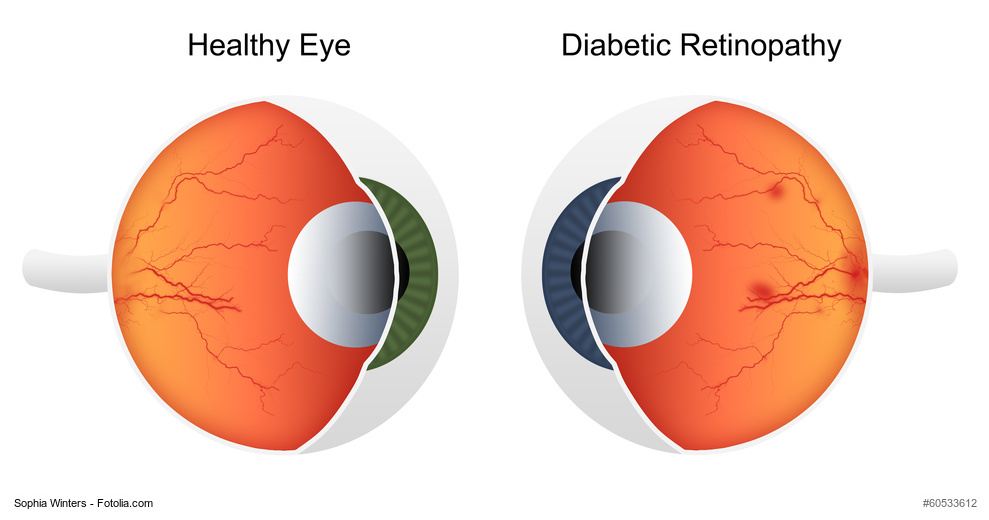 Healthy Eye
Diabetic Retinopathy
Sophia Winters - Fotolia.com
#60533612